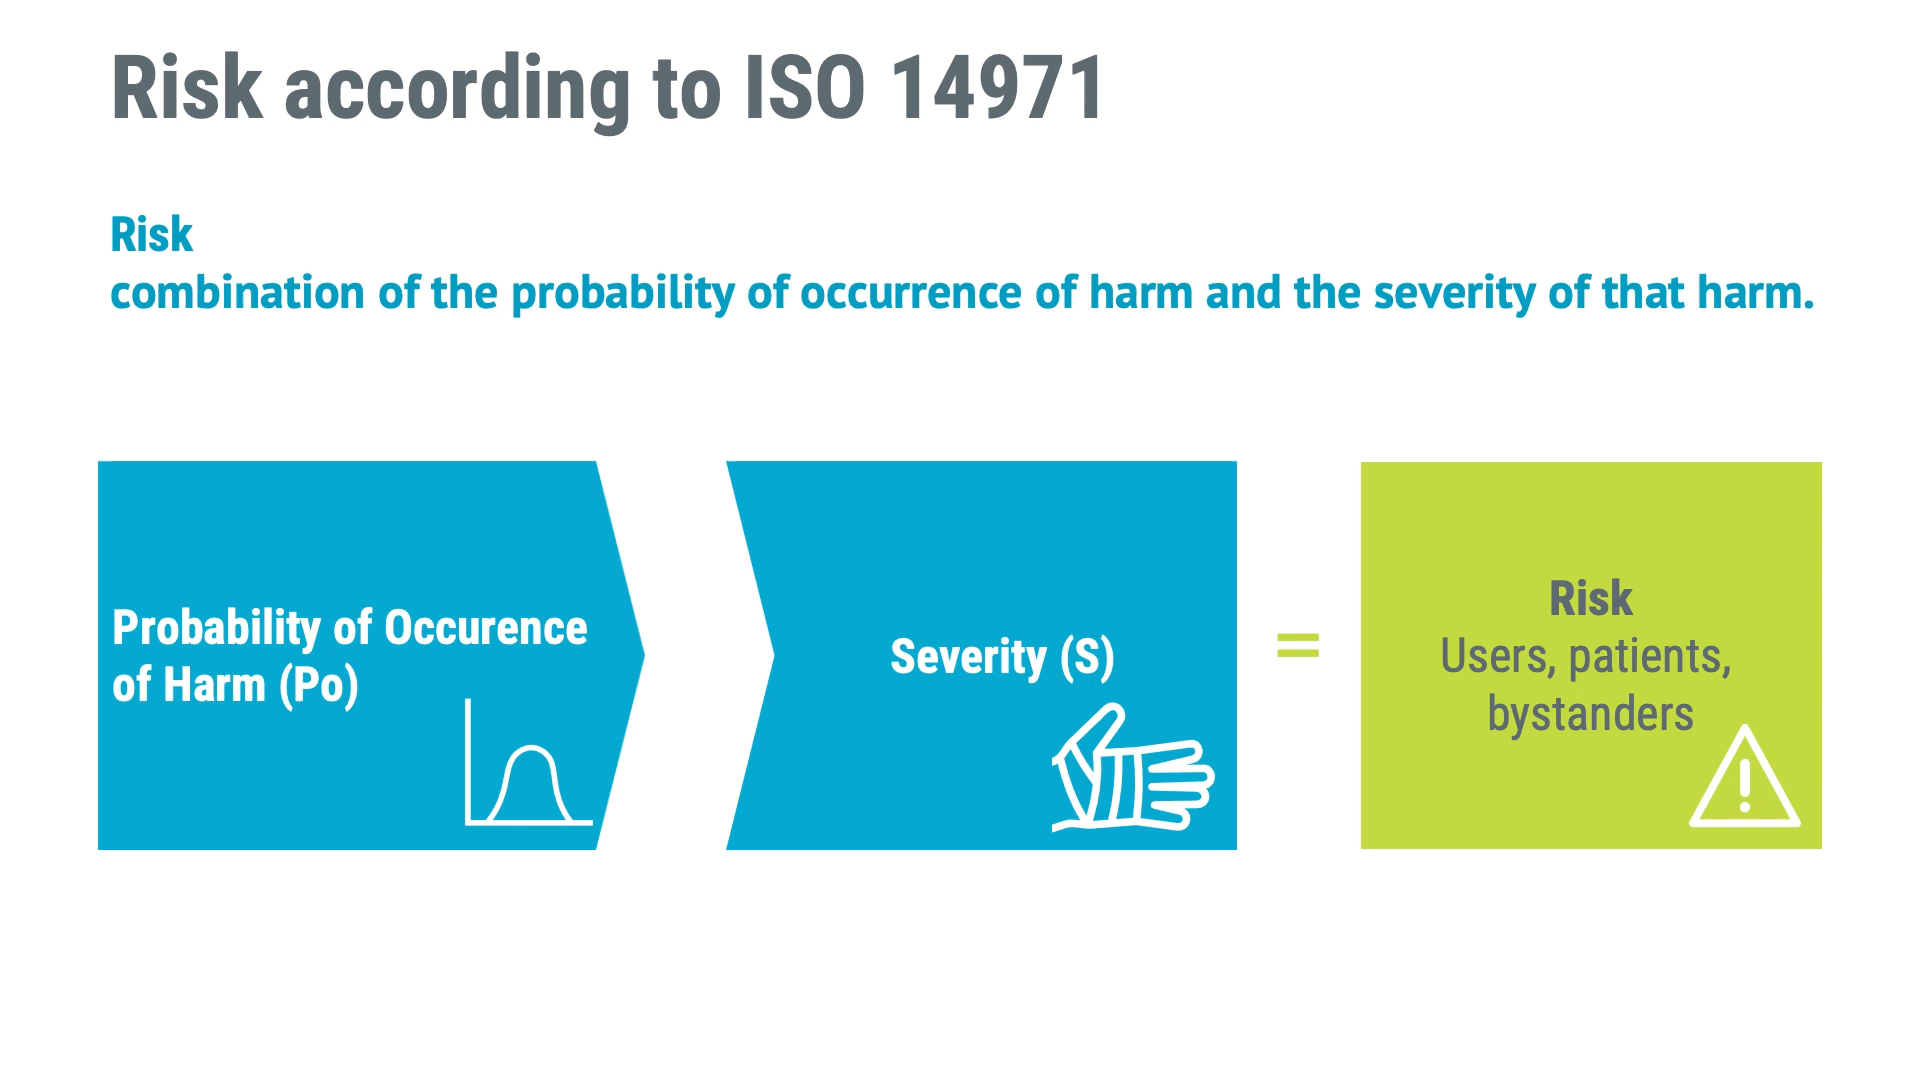 Risk according to ISO 14971
Risk
combination of the probability of occurrence of harm and the severity of that harm.
Probability of Occurence
of Harm (Po)
Severity (S)
=
Risk
Users, patients,
bystanders